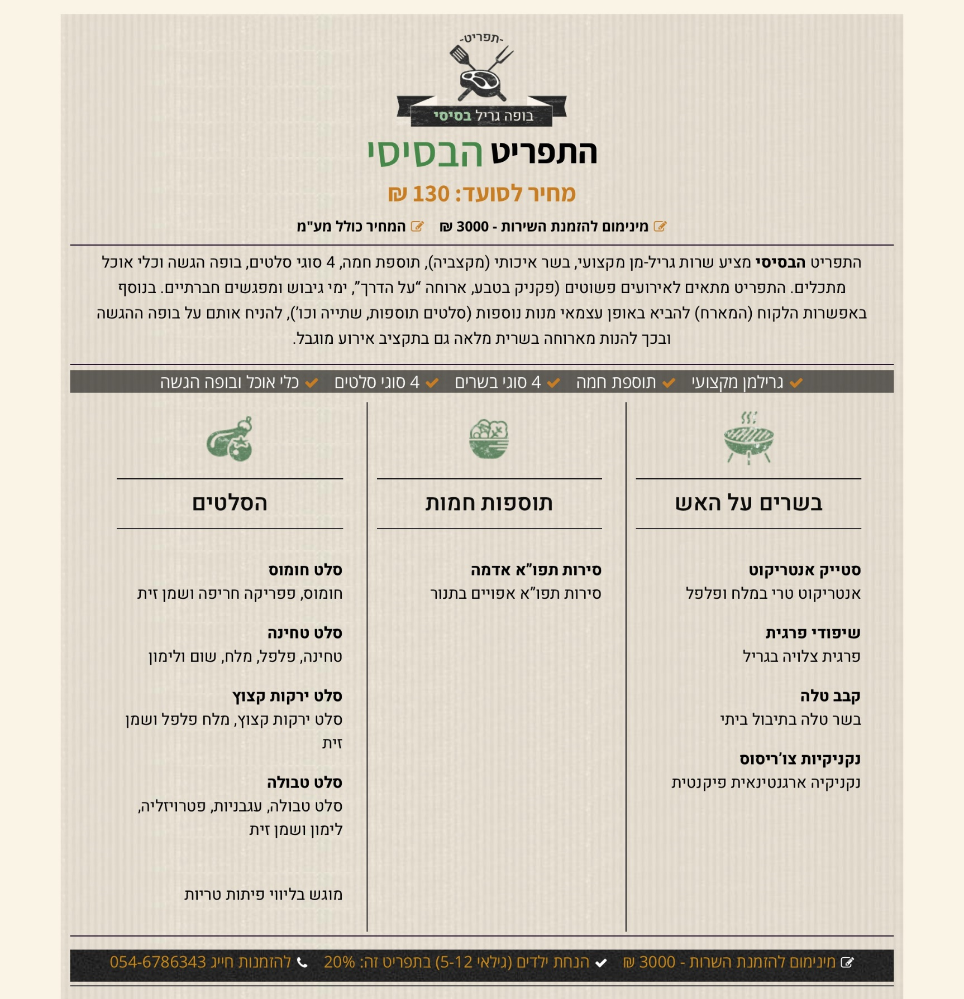 -תפריט-
בופה גריל בסיסי
התפריט הבסיסי
מחיר לסועד: 130 ₪
מינימום להזמנת השירות - 3000 ₪ המחיר כולל מע"מ
התפריט הבסיסי מציע שרות גריל-מן מקצועי, בשר איכותי (מקצביה), תוספת חמה, 4 סוגי סלטים, בופה הגשה וכלי אוכל
מתכלים. התפריט מתאים לאירועים פשוטים (פקניק בטבע, ארוחה “על הדרך”, ימי גיבוש ומפגשים חברתיים. בנוסף
באפשרות הלקוח (המארח) להביא באופן עצמאי מנות נוספות (סלטים תוספות, שתייה וכו’), להניח אותם על בופה ההגשה
ובכך להנות מארוחה בשרית מלאה גם בתקציב אירוע מוגבל.
גרילמן מקצועי תוספת חמה 4 סוגי בשרים 4 סוגי סלטים כלי אוכל ובופה הגשה
בשרים על האש
סטייק אנטריקוט
אנטריקוט טרי במלח ופלפל
שיפודי פרגית
פרגית צלויה בגריל
קבב טלה
בשר טלה בתיבול ביתי
נקניקיות צו’ריסוס
נקניקיה ארגנטינאית פיקנטית
תוספות חמות
סירות תפו”א אדמה
סירות תפו”א אפויים בתנור
הסלטים
סלט חומוס
חומוס, פפריקה חריפה ושמן זית
סלט טחינה
טחינה, פלפל, מלח, שום ולימון
סלט ירקות קצוץ
סלט ירקות קצוץ, מלח פלפל ושמן
זית
סלט טבולה
סלט טבולה, עגבניות, פטרויזליה,
לימון ושמן זית
מוגש בליווי פיתות טריות
מינימום להזמנת השרות - 3000 ₪ הנחת ילדים (גילאי 5-12) בתפריט זה: 20% להזמנות חייג 054-6786343